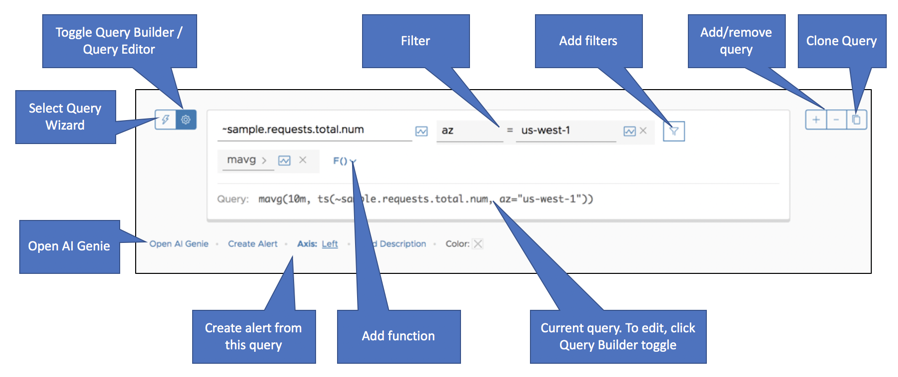 Toggle Query Builder /
Query Editor
Filter
Add filters
Add/remove
query
Clone Query
Select Query
Wizard
~sample.requests.total.num
az = us-west-1
mavg >
F()
Query: mavg(10m, ts(~sample.requests.total.num, az="us-west-1"))
Open AI Genie
Open AI Genie Create Alert Axis: Left Description Color:
Create alert from
this query
Add function
Current query. To edit, click
Query Builder toggle